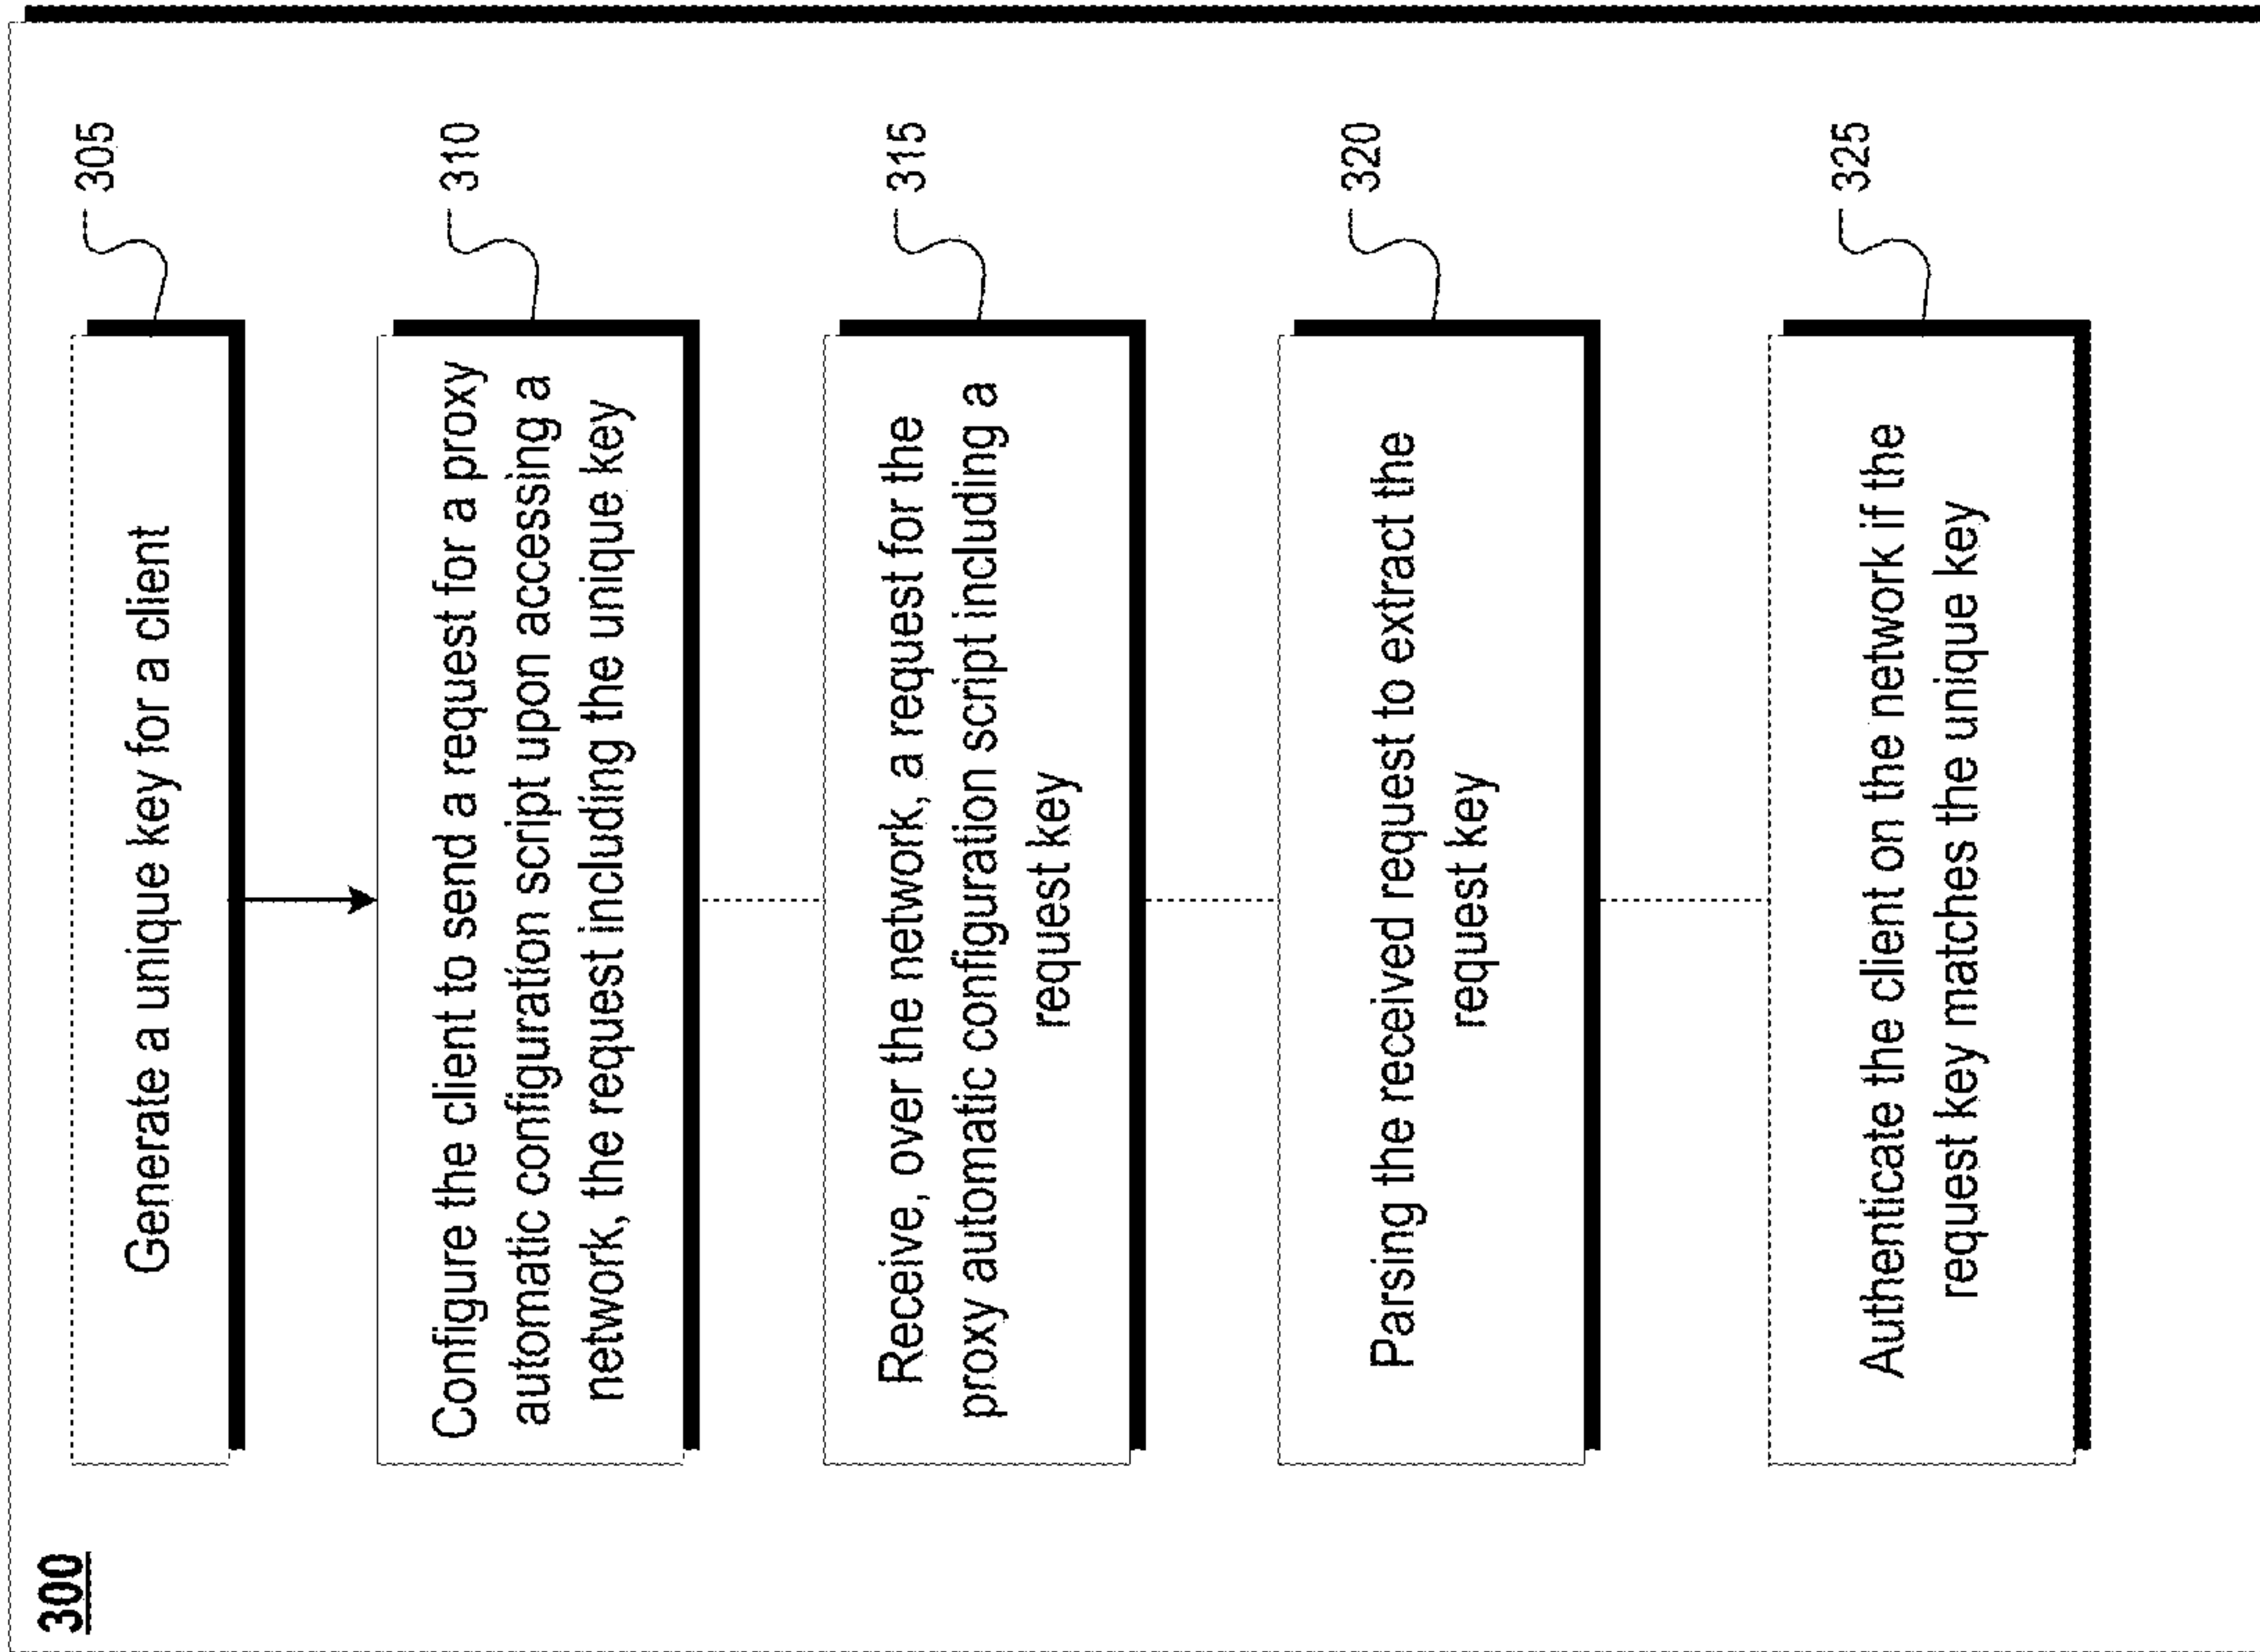 300
Generate a unique key for a client
305
Configure the client to send a request for a proxy
automatic configuration script upon accessing a
network, the request including the unique key
310
Receive, over the network, a request for the
proxy automatic configuration script including a
request key
315
Parsing the received request to extract the
request key
320
Authenticate the client on the network if the
request key matches the unique key
325